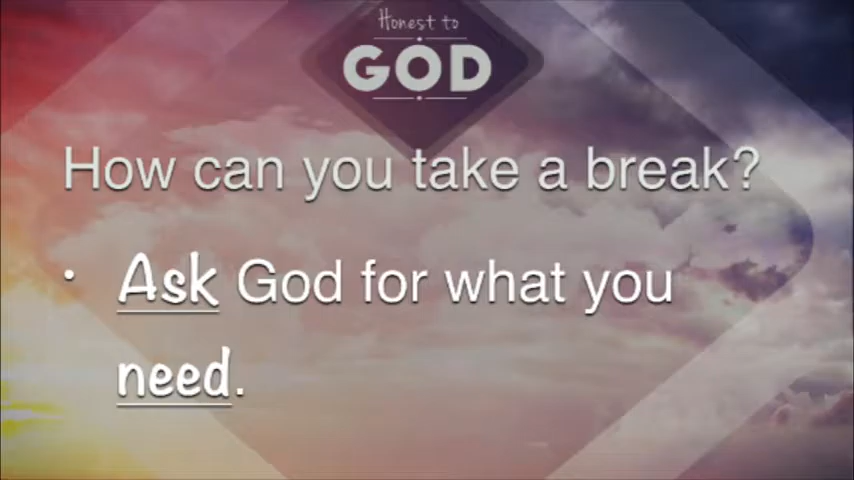 Honest to
GOD
How can you take a break?
• Ask God for what you
need.